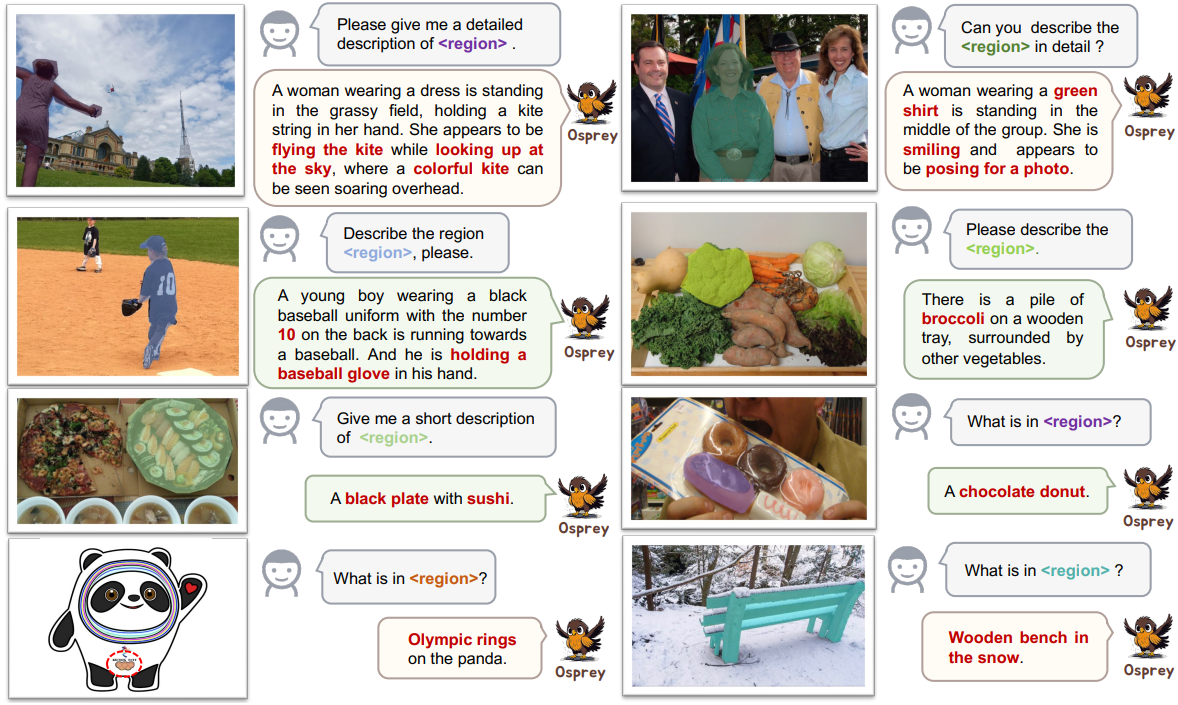 Please give me a detailed
description of <region> .
A woman wearing a dress is standing
in the grassy field, holding a kite
string in her hand. She appears to be
flying the kite while looking up at
the sky, where a colorful kite can
be seen soaring overhead.
Osprey
Can you describe the
<region> in detail ?
A woman wearing a green
shirt is standing in the
middle of the group. She is
smiling and appears to
be posing for a photo.
Osprey
10
Describe the region
<region>, please.
A young boy wearing a black
baseball uniform with the number
10 on the back is running towards
a baseball. And he is holding a
baseball glove in his hand.
Osprey
Please describe the
<region>.
There is a pile of
broccoli on a wooden
tray, surrounded by
other vegetables.
Osprey
Give me a short description
of <region>.
A black plate with sushi.
Osprey
What is in <region>?
A chocolate donut.
Osprey
What is in <region>?
Olympic rings
on the panda.
Osprey
What is in <region> ?
Wooden bench in
the snow.
Osprey